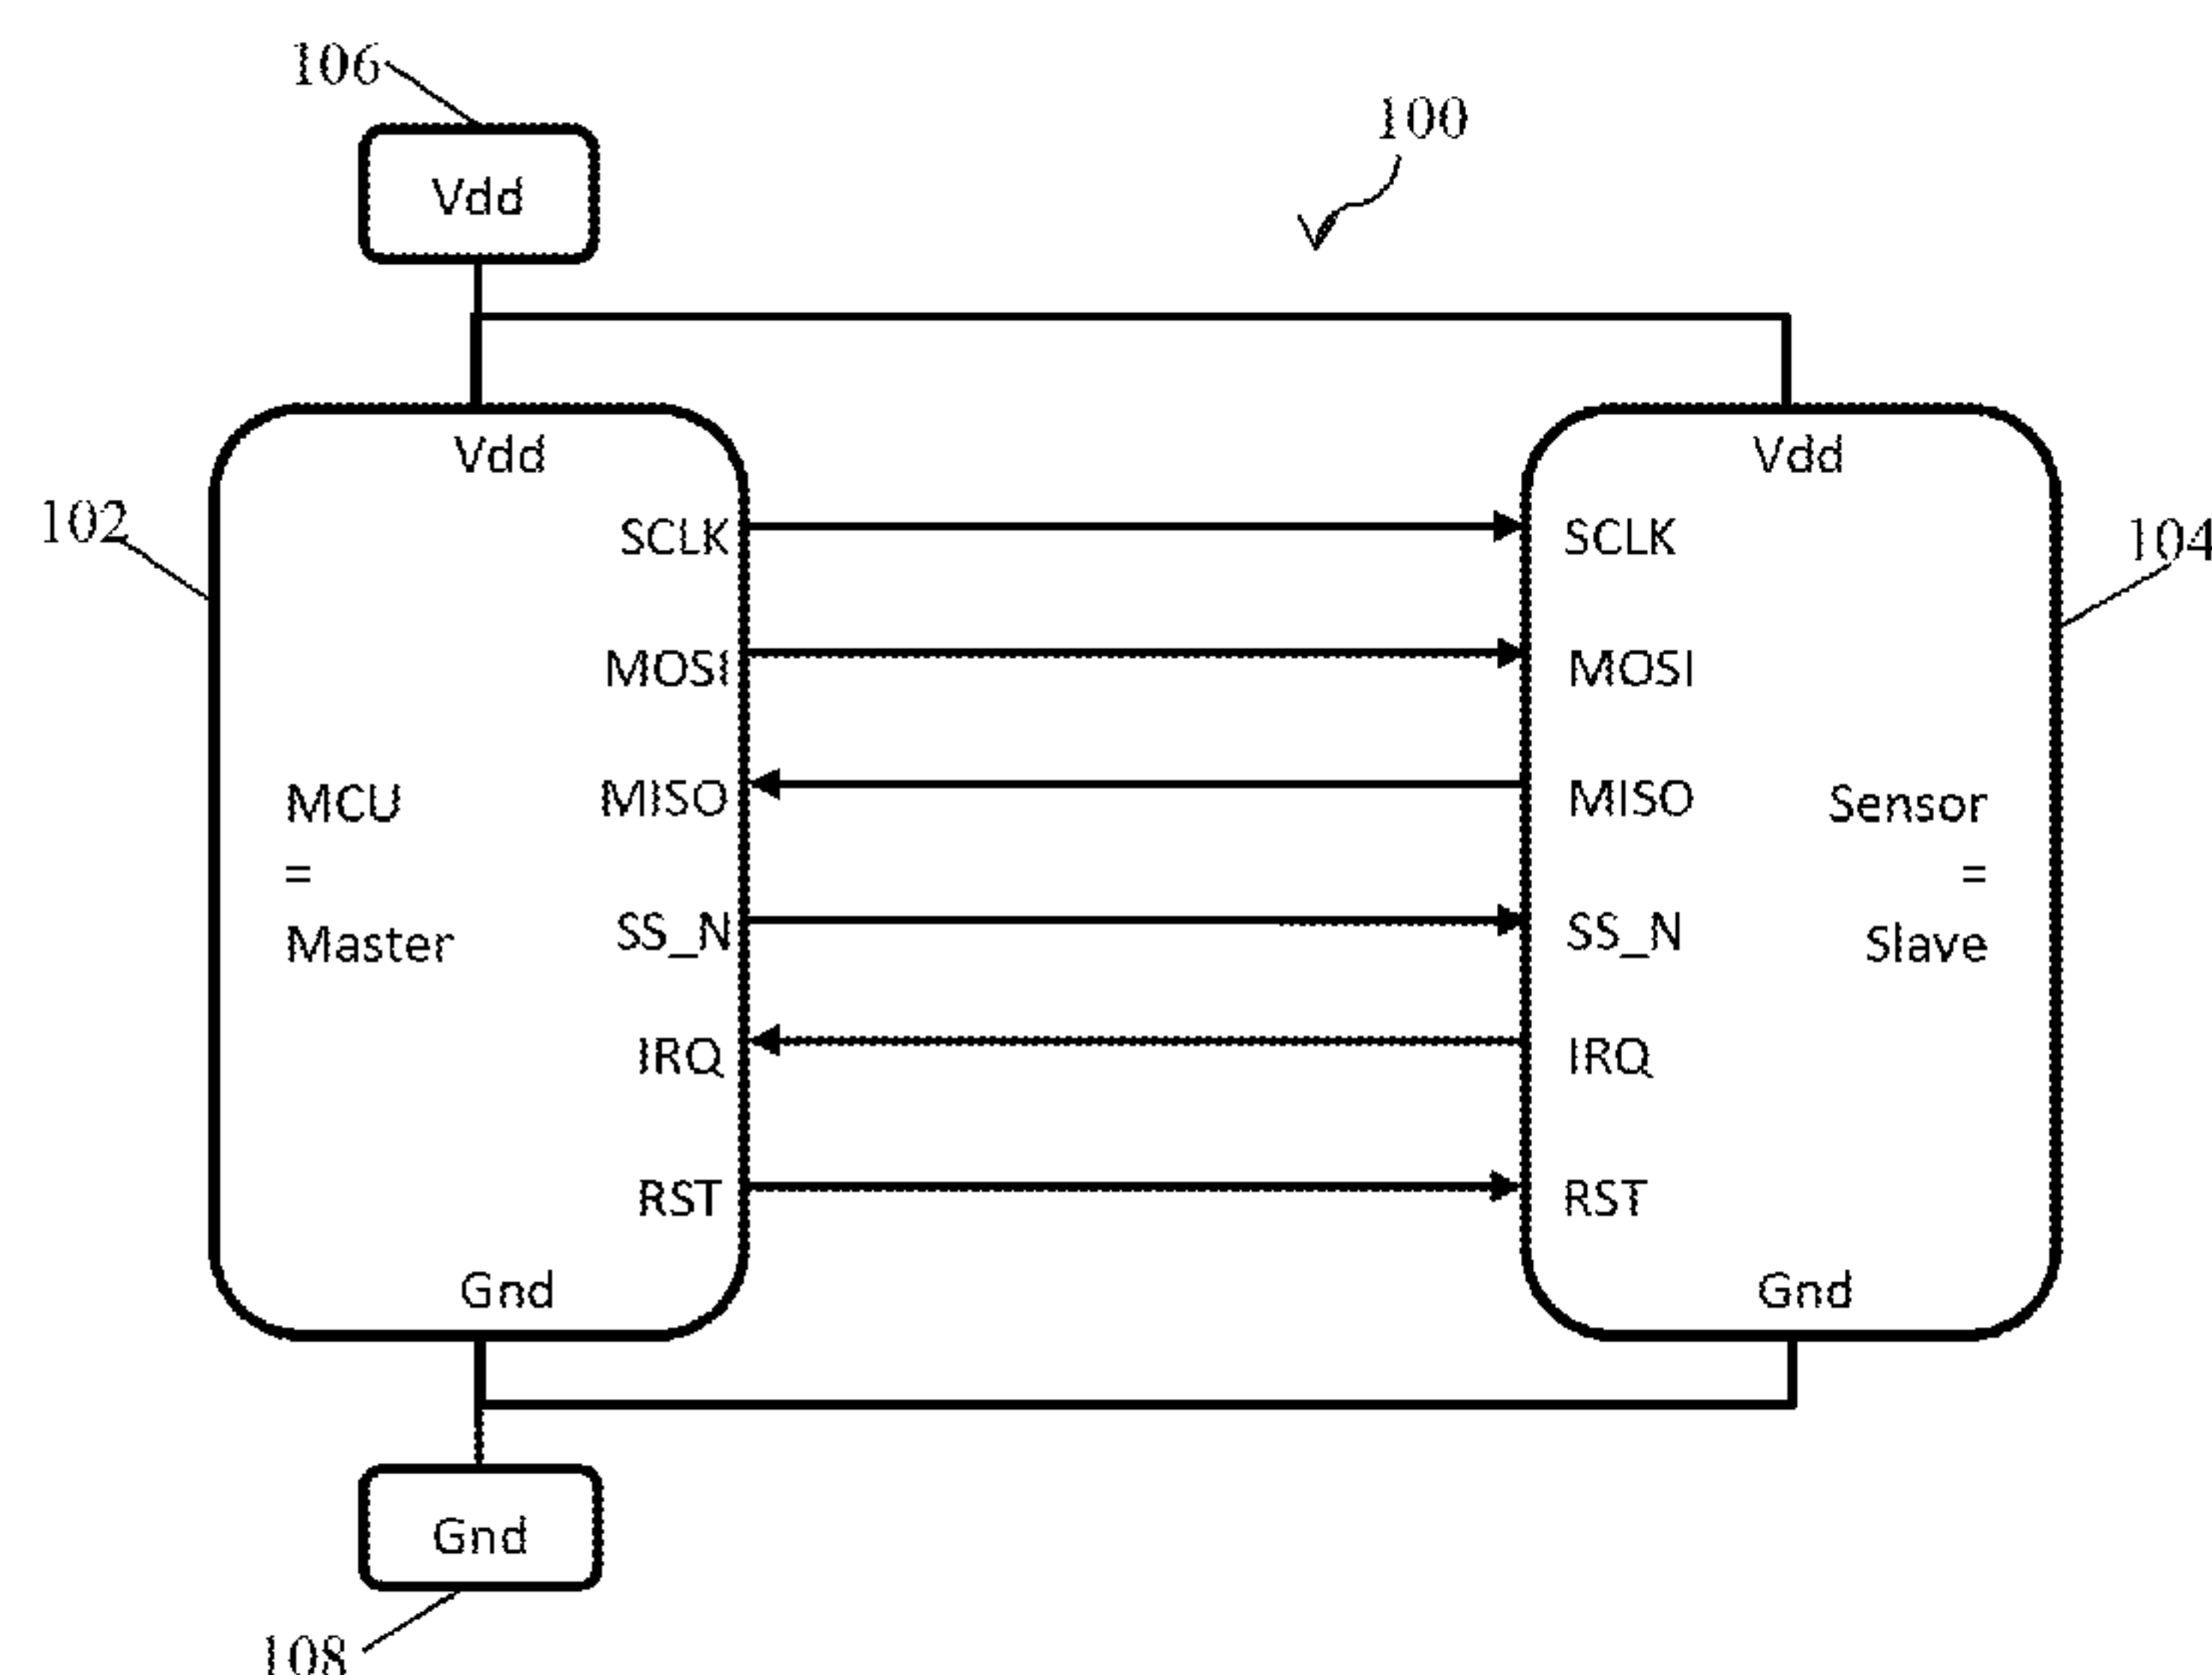 106
100
Vdd
Vdd
Vdd
102
SCLK
SCLK
104
MOSI
MOSI
MCU
=
Master
MISO
MISO
Sensor
=
Slave
SS_N
SS_N
IRQ
IRQ
RST
RST
Gnd
Gnd
Gnd
108